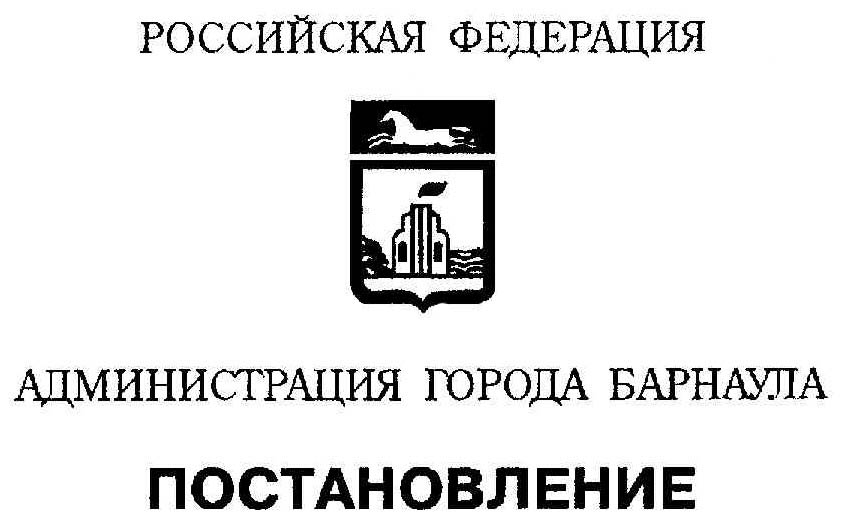 РОССИЙСКАЯ ФЕДЕРАЦИЯ
АДМИНИСТРАЦИЯ ГОРОДА БАРНАУЛА
ПОСТАНОВЛЕНИЕ